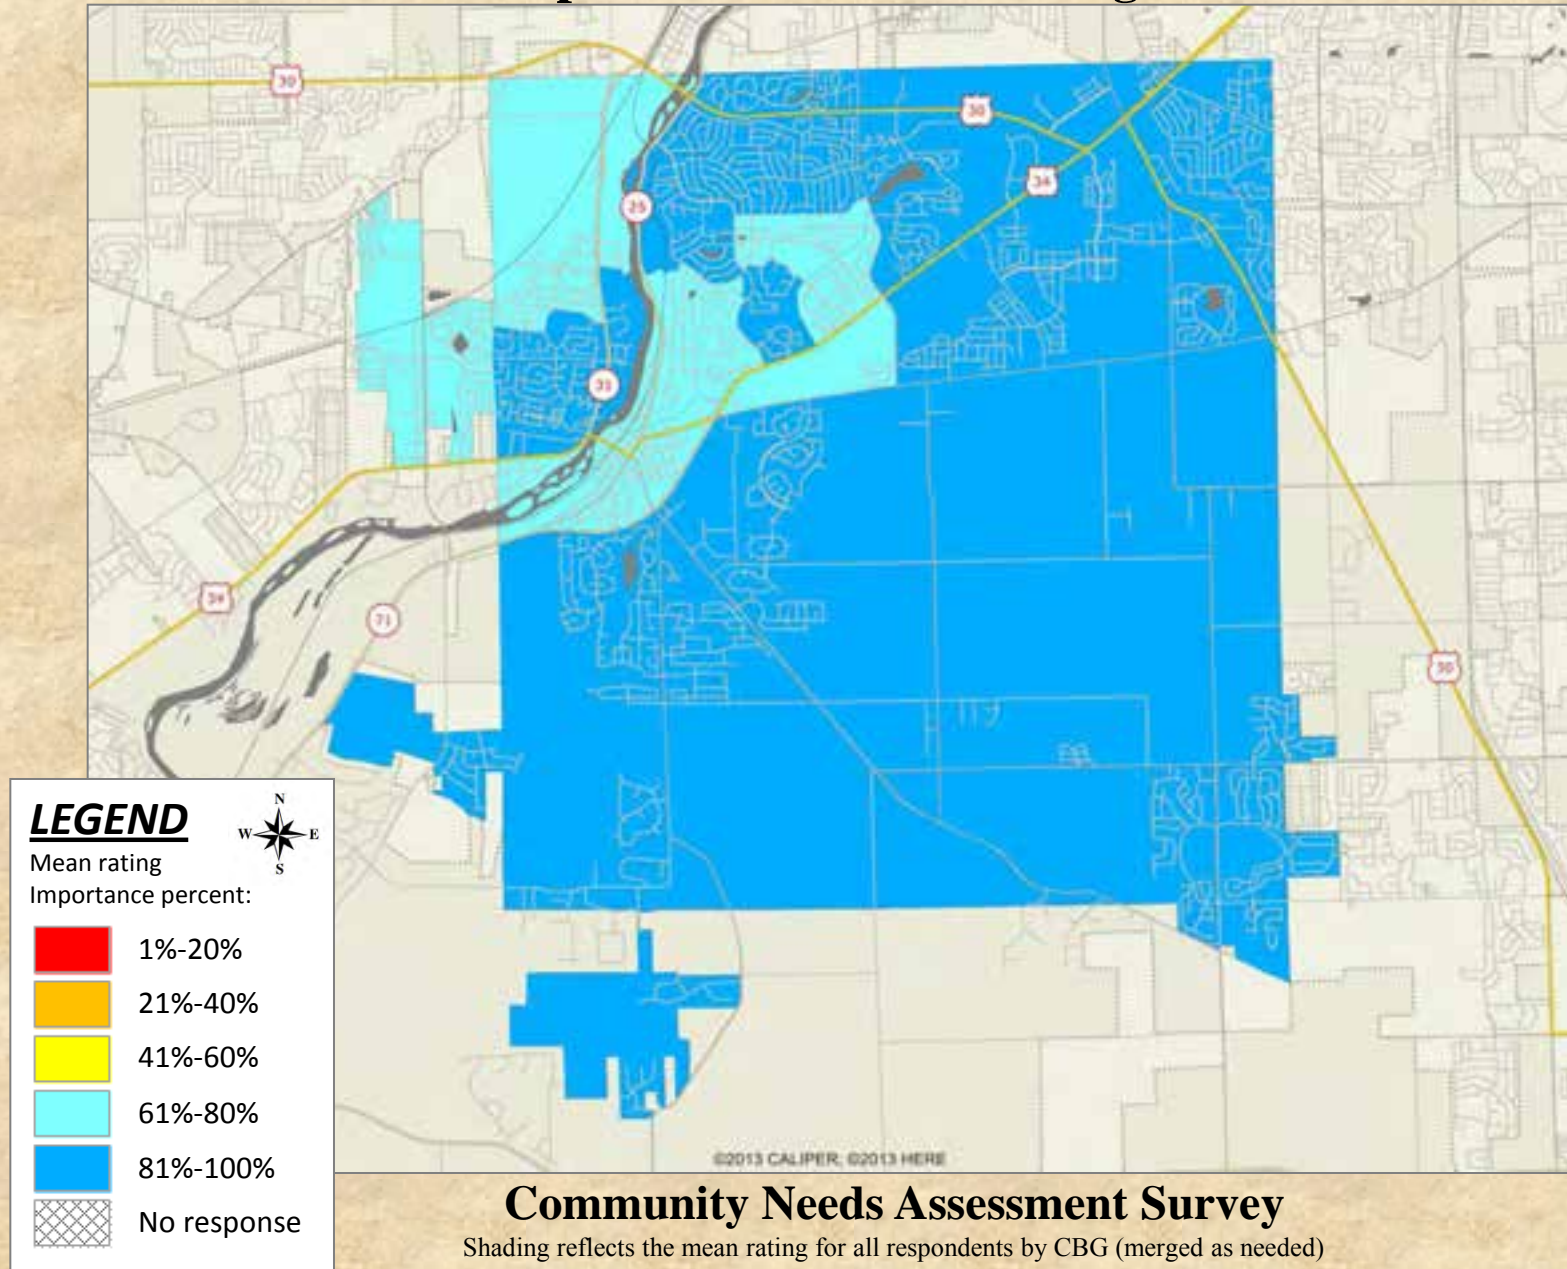 30
30
34
25
31
34
71
30
©2013 CALIPER, ©2013 HERE
LEGEND
N
W E
S
Mean rating
Importance percent:
1%-20%
21%-40%
41%-60%
61%-80%
81%-100%
No response
Community Needs Assessment Survey
Shading reflects the mean rating for all respondents by CBG (merged as needed)